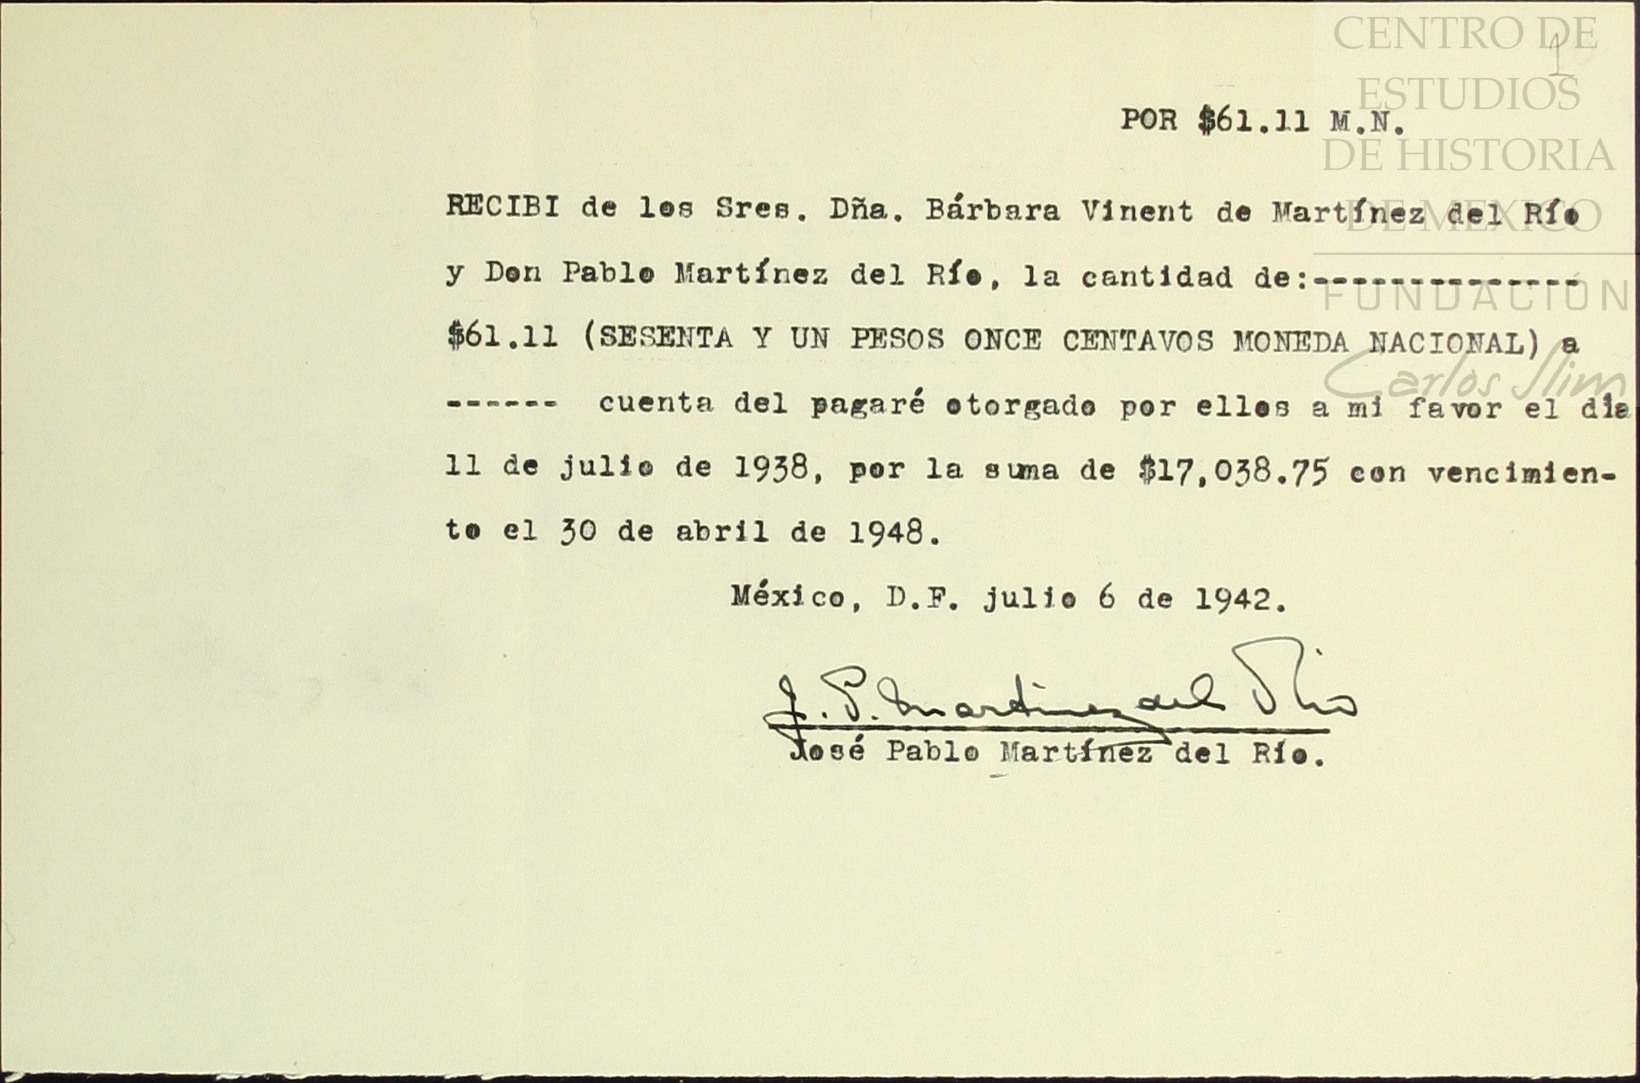 CENTRO DE
ESTUDIOS
DE HISTORIA
DE MEXICO
FUNDACIÓN
Carlos Slim
1
POR $61.11 M.N.
RECIBI de los Sres. Dña. Bárbara Vinent de Martínez del Río
y Don Pablo Martínez del Río, la cantidad de:--------------
$61.11 (SESENTA Y UN PESOS ONCE CENTAVOS MONEDA NACIONAL) a
------ cuenta del pagaré otorgado por ellos a mi favor el día
11 de julio de 1938, por la suma de $17,038.75 con vencimien-
to el 30 de abril de 1948.
México, D.F. julio 6 de 1942.
J. P. Martinez del Rio
José Pablo Martínez del Río.